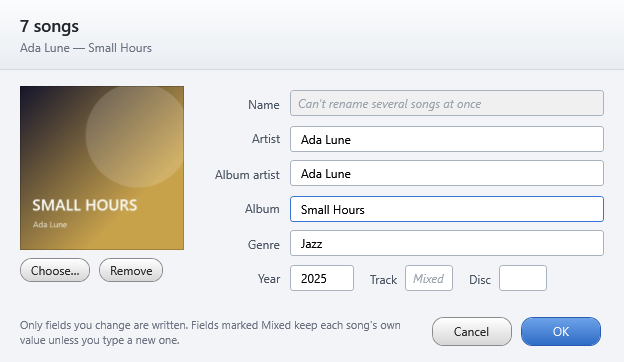 7 songs
Ada Lune — Small Hours
SMALL HOURS
Ada Lune
Choose...
Remove
Name
Can't rename several songs at once
Artist
Ada Lune
Album artist
Ada Lune
Album
Small Hours
Genre
Jazz
Year
2025
Track
Mixed
Disc
Only fields you change are written. Fields marked Mixed keep each song's own
value unless you type a new one.
Cancel
OK